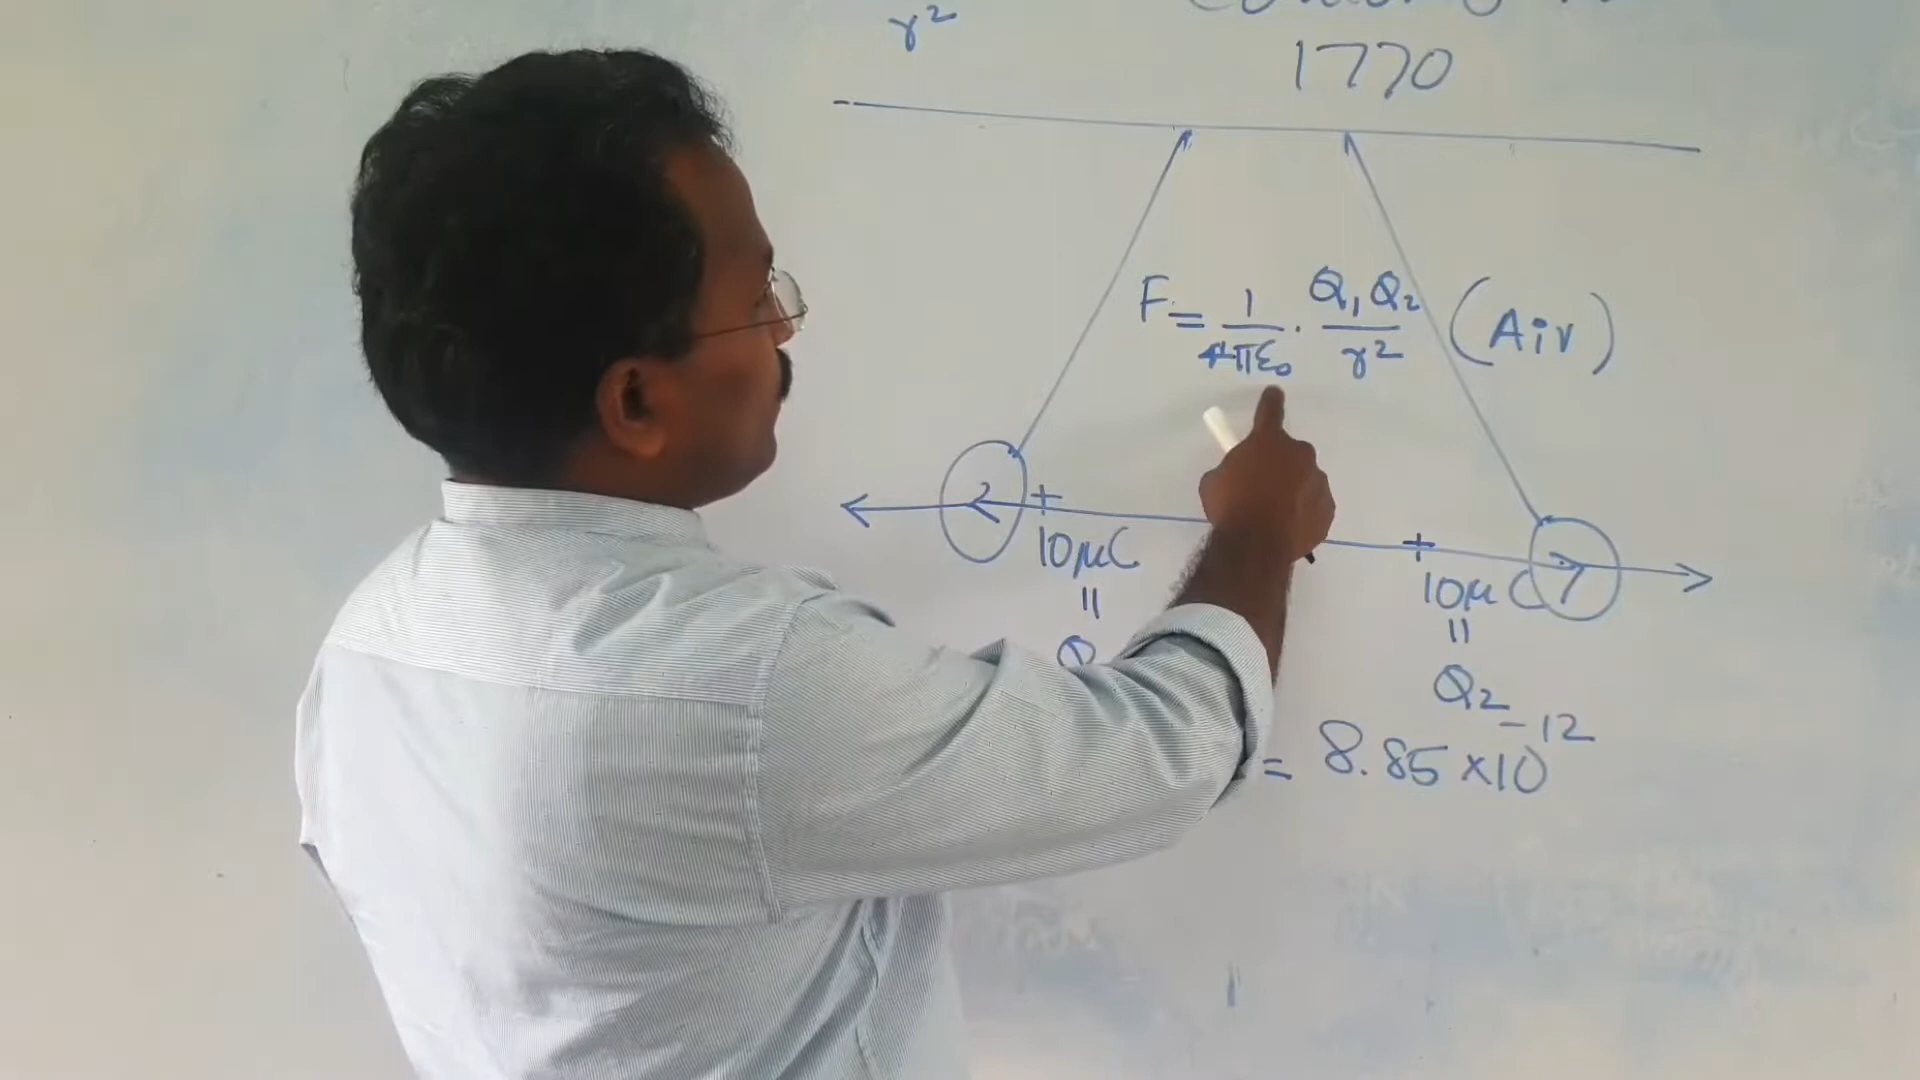 r²
1770
F = 1/4πε₀ · Q₁Q₂/r² (Air)
+ +
10μC 10μC
= =
Q Q₂
= 8.85×10⁻¹²